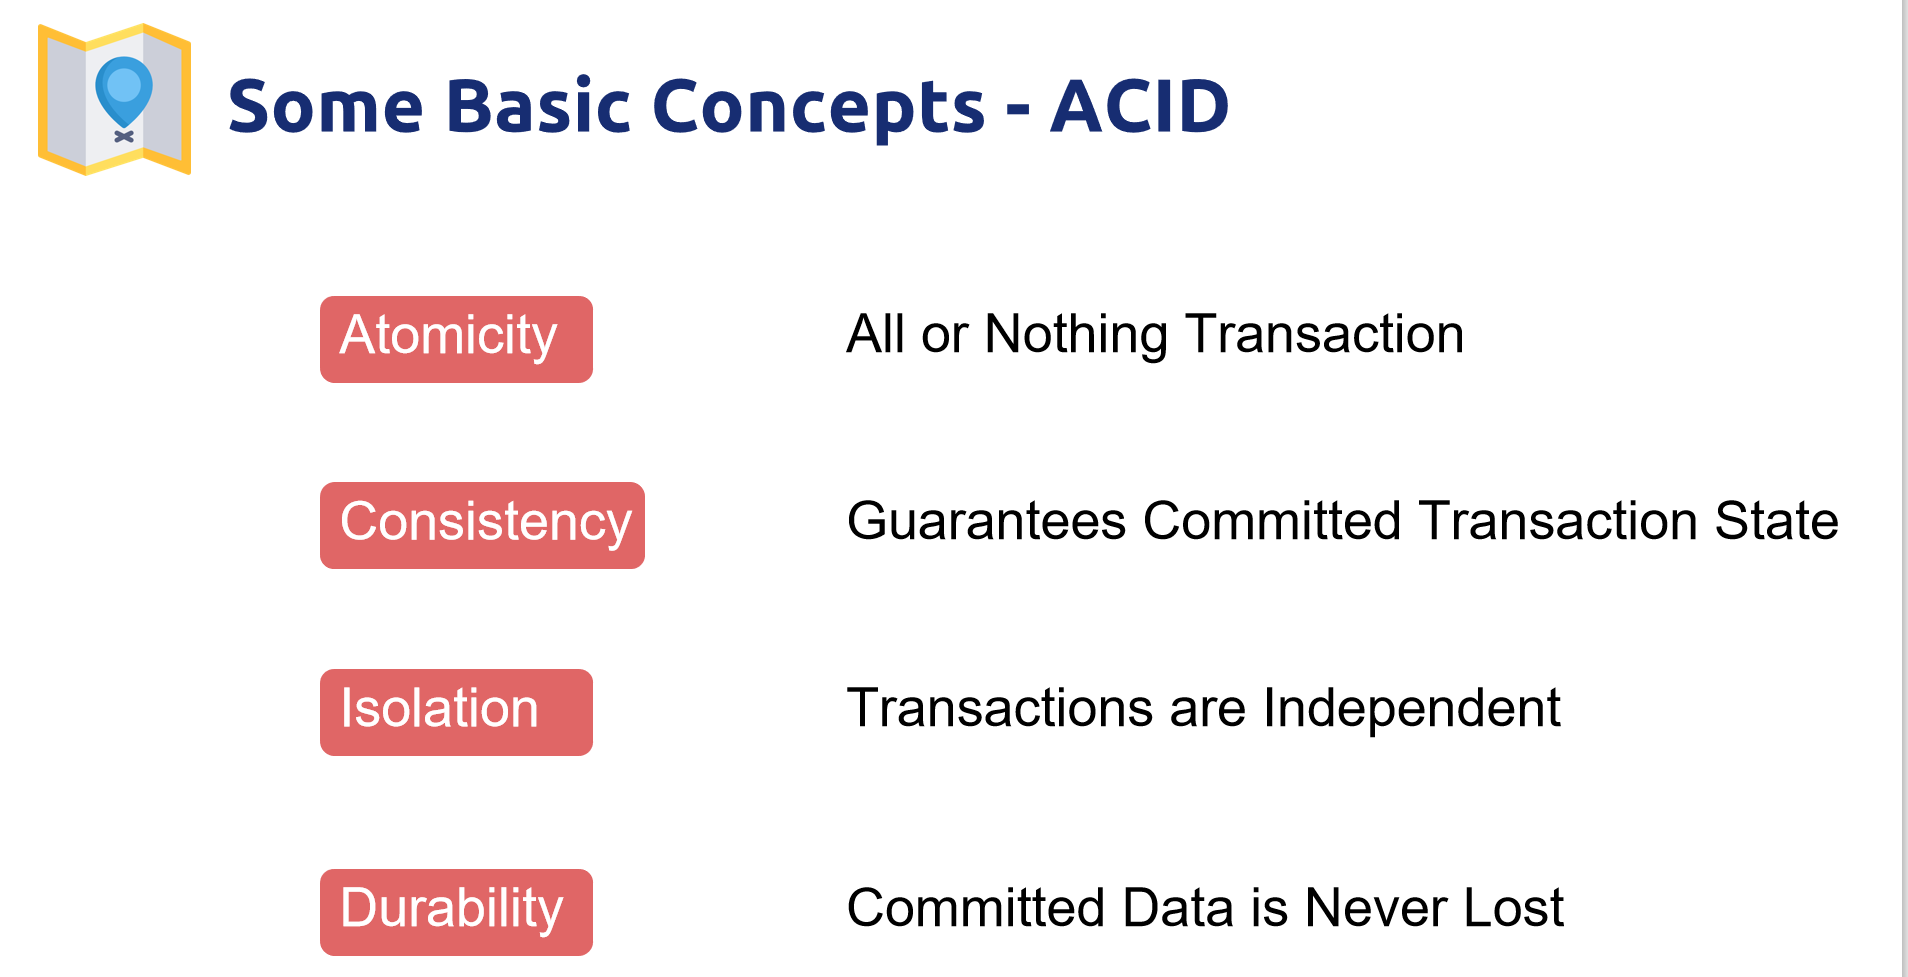 Some Basic Concepts - ACID
Atomicity
All or Nothing Transaction
Consistency
Guarantees Committed Transaction State
Isolation
Transactions are Independent
Durability
Committed Data is Never Lost